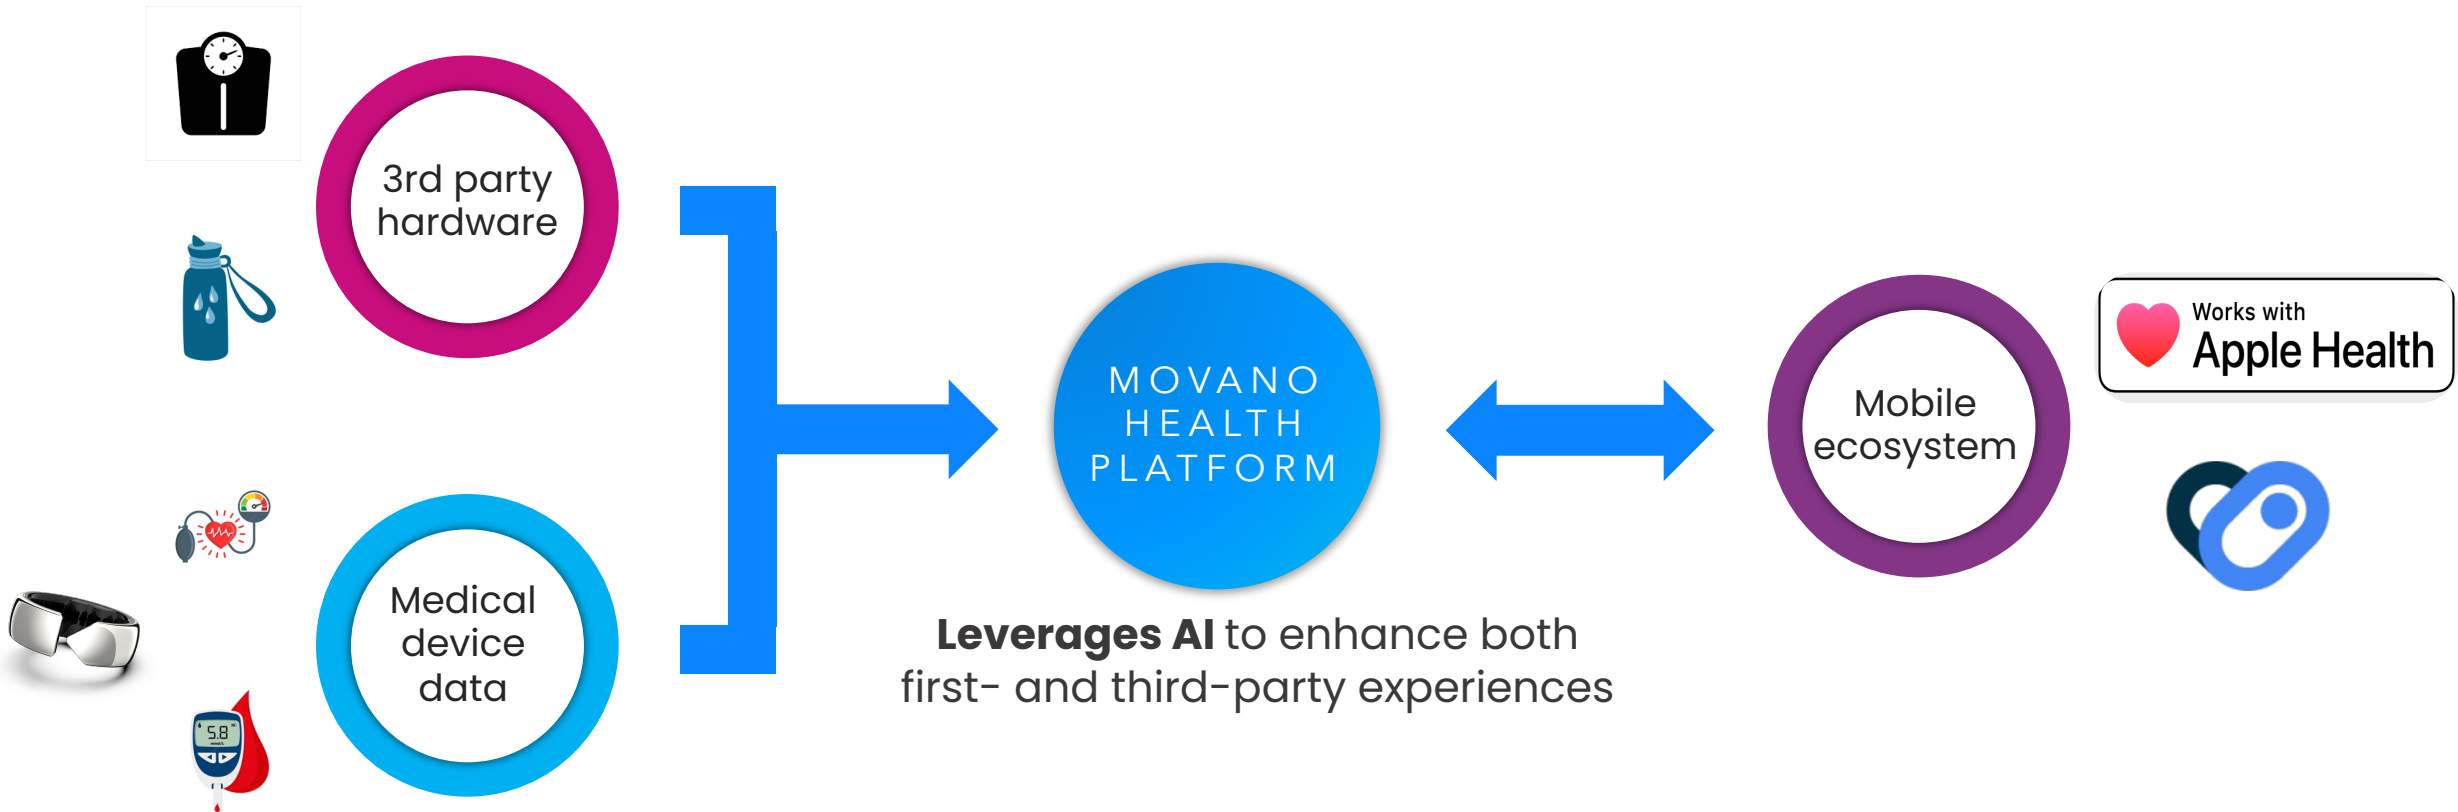 3rd party
hardware
Medical
device
data
5.8
MOVANO
HEALTH
PLATFORM
Leverages AI to enhance both
first- and third-party experiences
Mobile
ecosystem
Works with
Apple Health